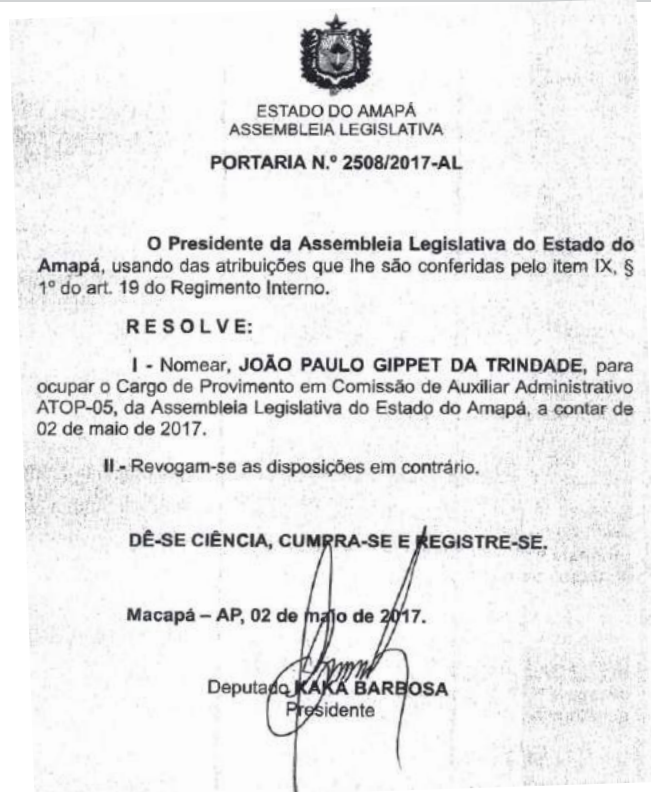 ESTADO DO AMAPÁ
ASSEMBLEIA LEGISLATIVA
PORTARIA N.º 2508/2017-AL
O Presidente da Assembleia Legislativa do Estado do
Amapá, usando das atribuições que lhe são conferidas pelo item IX, §
1º do art. 19 do Regimento Interno.
R E S O L V E:
I - Nomear, JOÃO PAULO GIPPET DA TRINDADE, para
ocupar o Cargo de Provimento em Comissão de Auxiliar Administrativo
ATOP-05, da Assembleia Legislativa do Estado do Amapá, a contar de
02 de maio de 2017.
II - Revogam-se as disposições em contrário.
DÊ-SE CIÊNCIA, CUMPRA-SE E REGISTRE-SE.
Macapá – AP, 02 de maio de 2017.
Deputado KAKÁ BARBOSA
Presidente